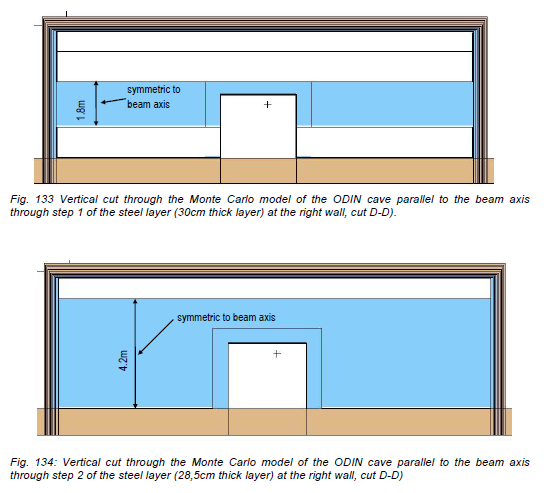 symmetric to
beam axis
1.8m
Fig. 133 Vertical cut through the Monte Carlo model of the ODIN cave parallel to the beam axis
through step 1 of the steel layer (30cm thick layer) at the right wall, cut D-D).
symmetric to beam axis
4.2m
Fig. 134: Vertical cut through the Monte Carlo model of the ODIN cave parallel to the beam axis
through step 2 of the steel layer (28,5cm thick layer) at the right wall, cut D-D)